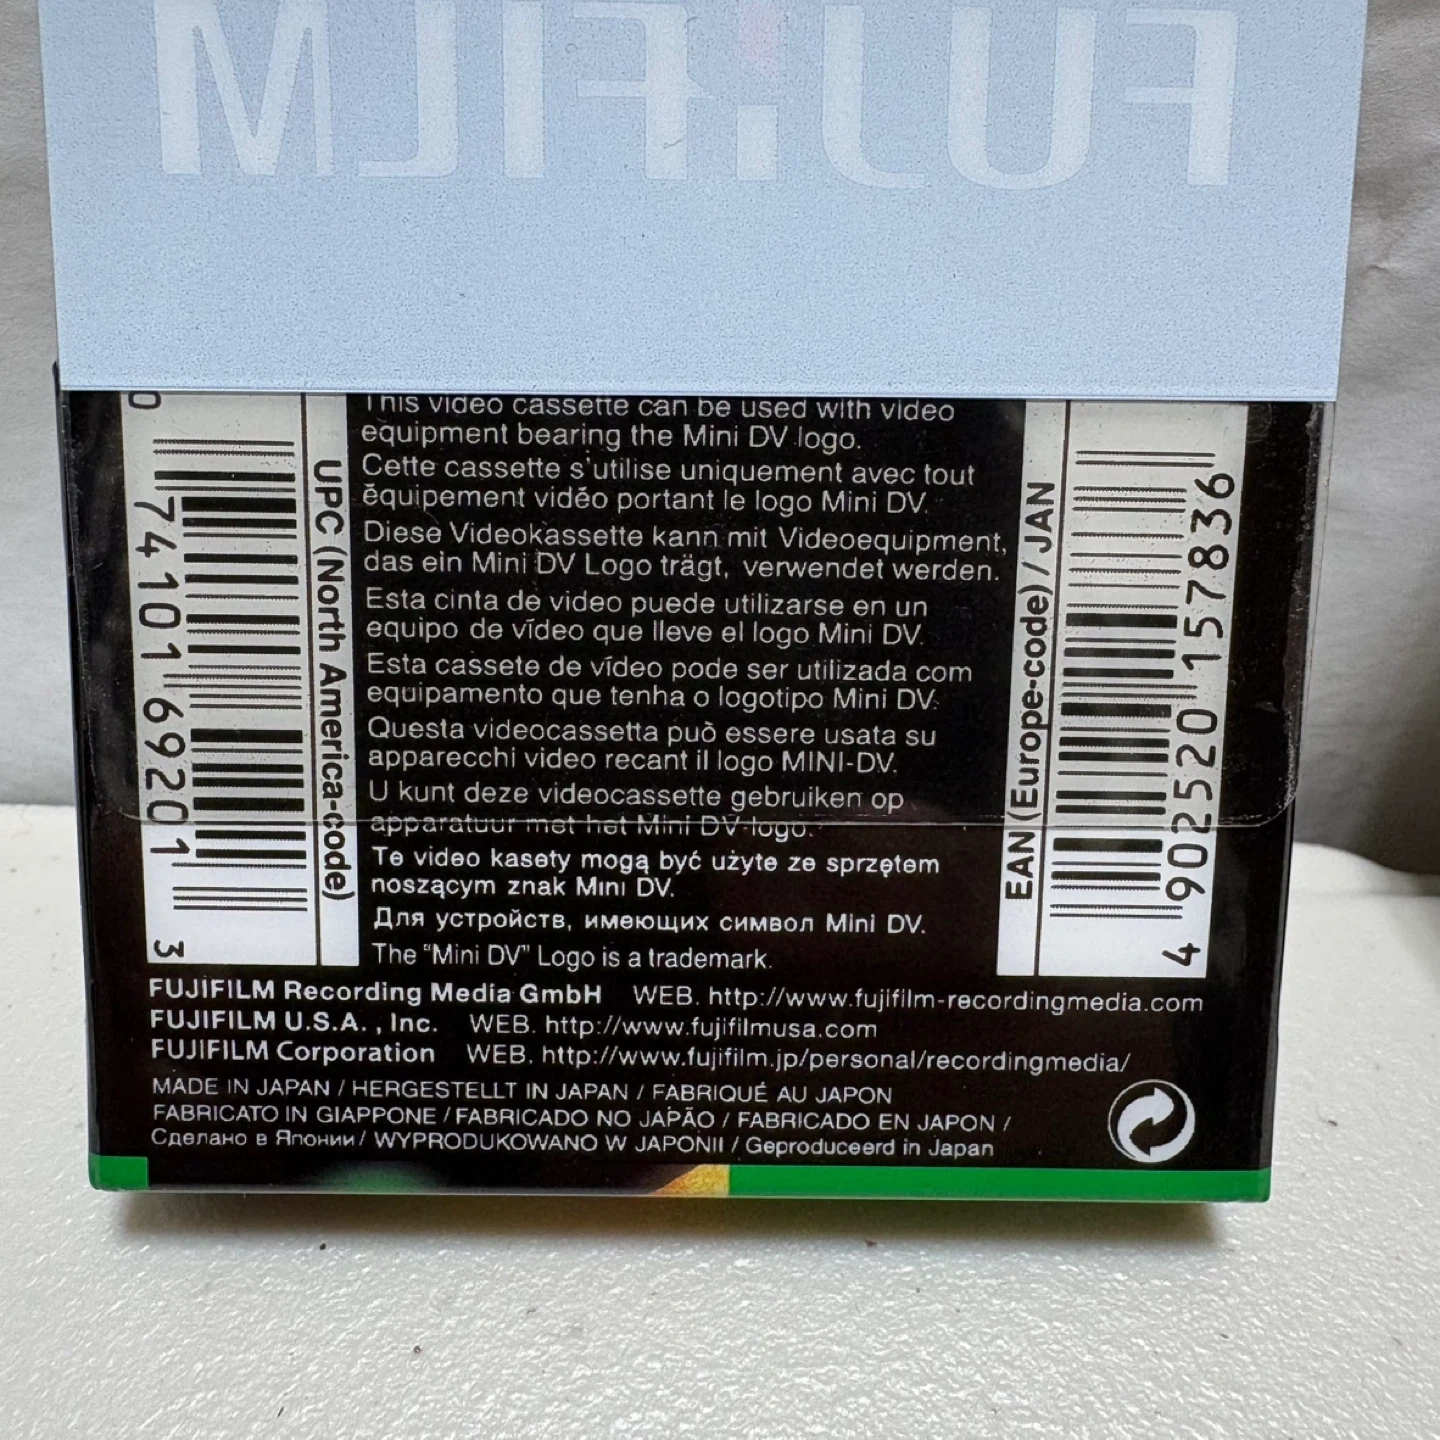 FUJIFILM
This video cassette can be used with video
equipment bearing the Mini DV logo.
Cette cassette s'utilise uniquement avec tout
équipement vidéo portant le logo Mini DV.
Diese Videokassette kann mit Videoequipment,
das ein Mini DV Logo trägt, verwendet werden.
Esta cinta de video puede utilizarse en un
equipo de vídeo que lleve el logo Mini DV.
Esta cassete de vídeo pode ser utilizada com
equipamento que tenha o logotipo Mini DV.
Questa videocassetta può essere usata su
apparecchi video recant il logo MINI-DV.
U kunt deze videocassette gebruiken op
apparatuur met het Mini DV-logo.
Te video kasety mogą być użyte ze sprzętem
noszącym znak Mini DV.
Для устройств, имеющих символ Mini DV.
The "Mini DV" Logo is a trademark.
0 74101 69201 3
UPC (North America-code)
EAN (Europe-code) / JAN
4 902520 157836
FUJIFILM Recording Media GmbH WEB. http://www.fujifilm-recordingmedia.com
FUJIFILM U.S.A. , Inc. WEB. http://www.fujifilmusa.com
FUJIFILM Corporation WEB. http://www.fujifilm.jp/personal/recordingmedia/
MADE IN JAPAN / HERGESTELLT IN JAPAN / FABRIQUÉ AU JAPON
FABRICATO IN GIAPPONE / FABRICADO NO JAPÃO / FABRICADO EN JAPON /
Сделано в Японии / WYPRODUKOWANO W JAPONII / Geproduceerd in Japan